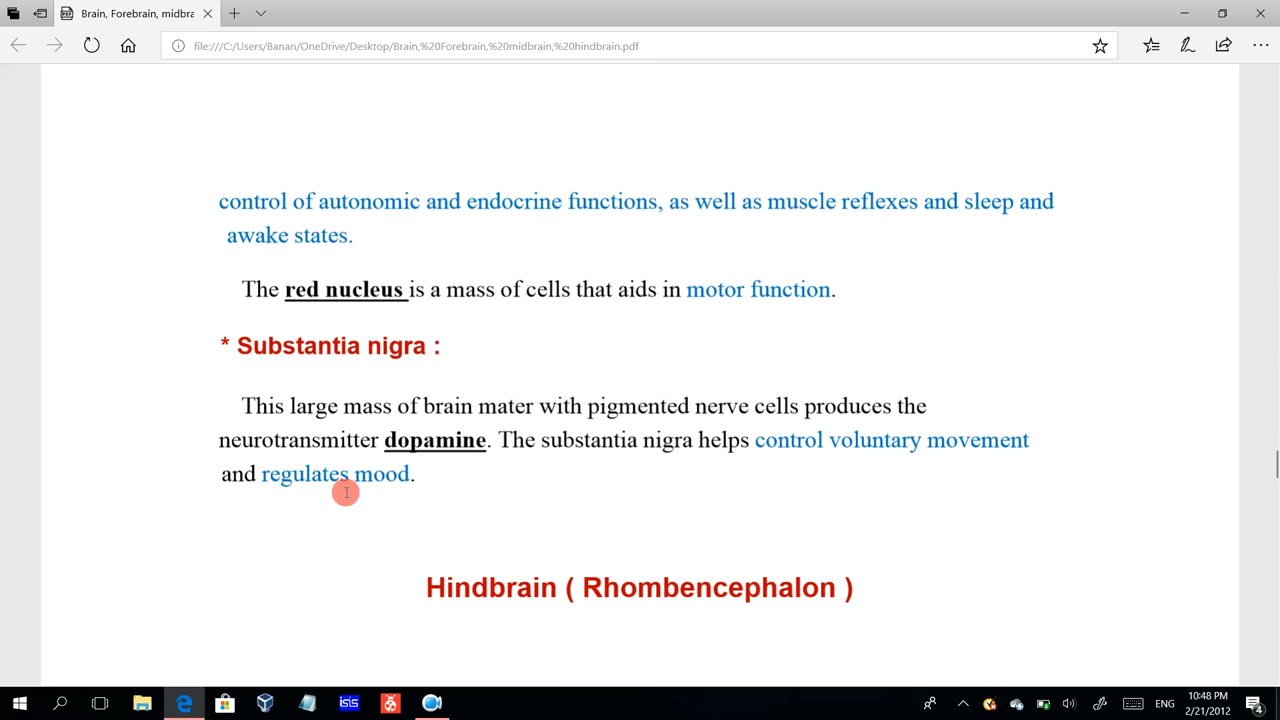 Brain, Forebrain, midbra
file:///C:/Users/Banan/OneDrive/Desktop/Brain,%20Forebrain,%20midbrain,%20hindbrain.pdf
control of autonomic and endocrine functions, as well as muscle reflexes and sleep and
awake states.
The red nucleus is a mass of cells that aids in motor function.
* Substantia nigra :
This large mass of brain mater with pigmented nerve cells produces the
neurotransmitter dopamine. The substantia nigra helps control voluntary movement
and regulates mood.
Hindbrain ( Rhombencephalon )
isis
ENG
10:48 PM
2/21/2012
4